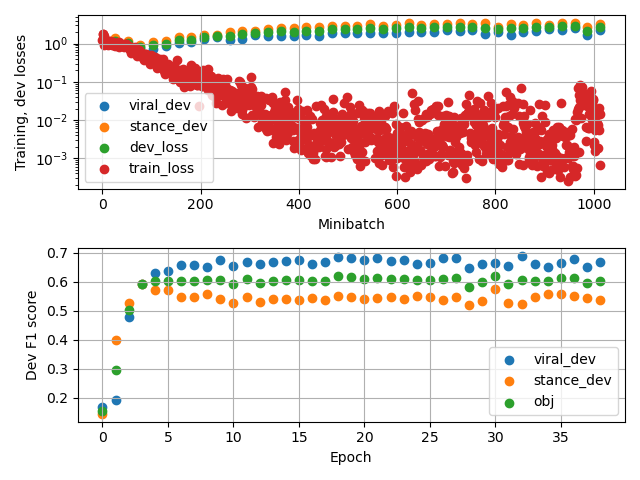 Training, dev losses
10⁰
10⁻¹
10⁻²
10⁻³
viral_dev
stance_dev
dev_loss
train_loss
0 200 400 600 800 1000
Minibatch
Dev F1 score
0.7
0.6
0.5
0.4
0.3
0.2
viral_dev
stance_dev
obj
0 5 10 15 20 25 30 35
Epoch